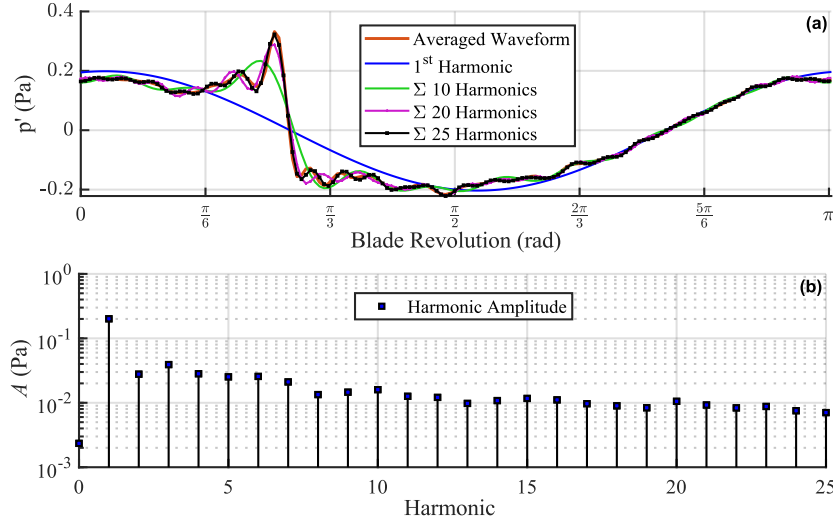 (a)
0.4
0.2
0
-0.2
p' (Pa)
Averaged Waveform
1st Harmonic
Σ 10 Harmonics
Σ 20 Harmonics
Σ 25 Harmonics
0 π/6 π/3 π/2 2π/3 5π/6 π
Blade Revolution (rad)
(b)
10^0
10^-1
10^-2
10^-3
A (Pa)
Harmonic Amplitude
0 5 10 15 20 25
Harmonic